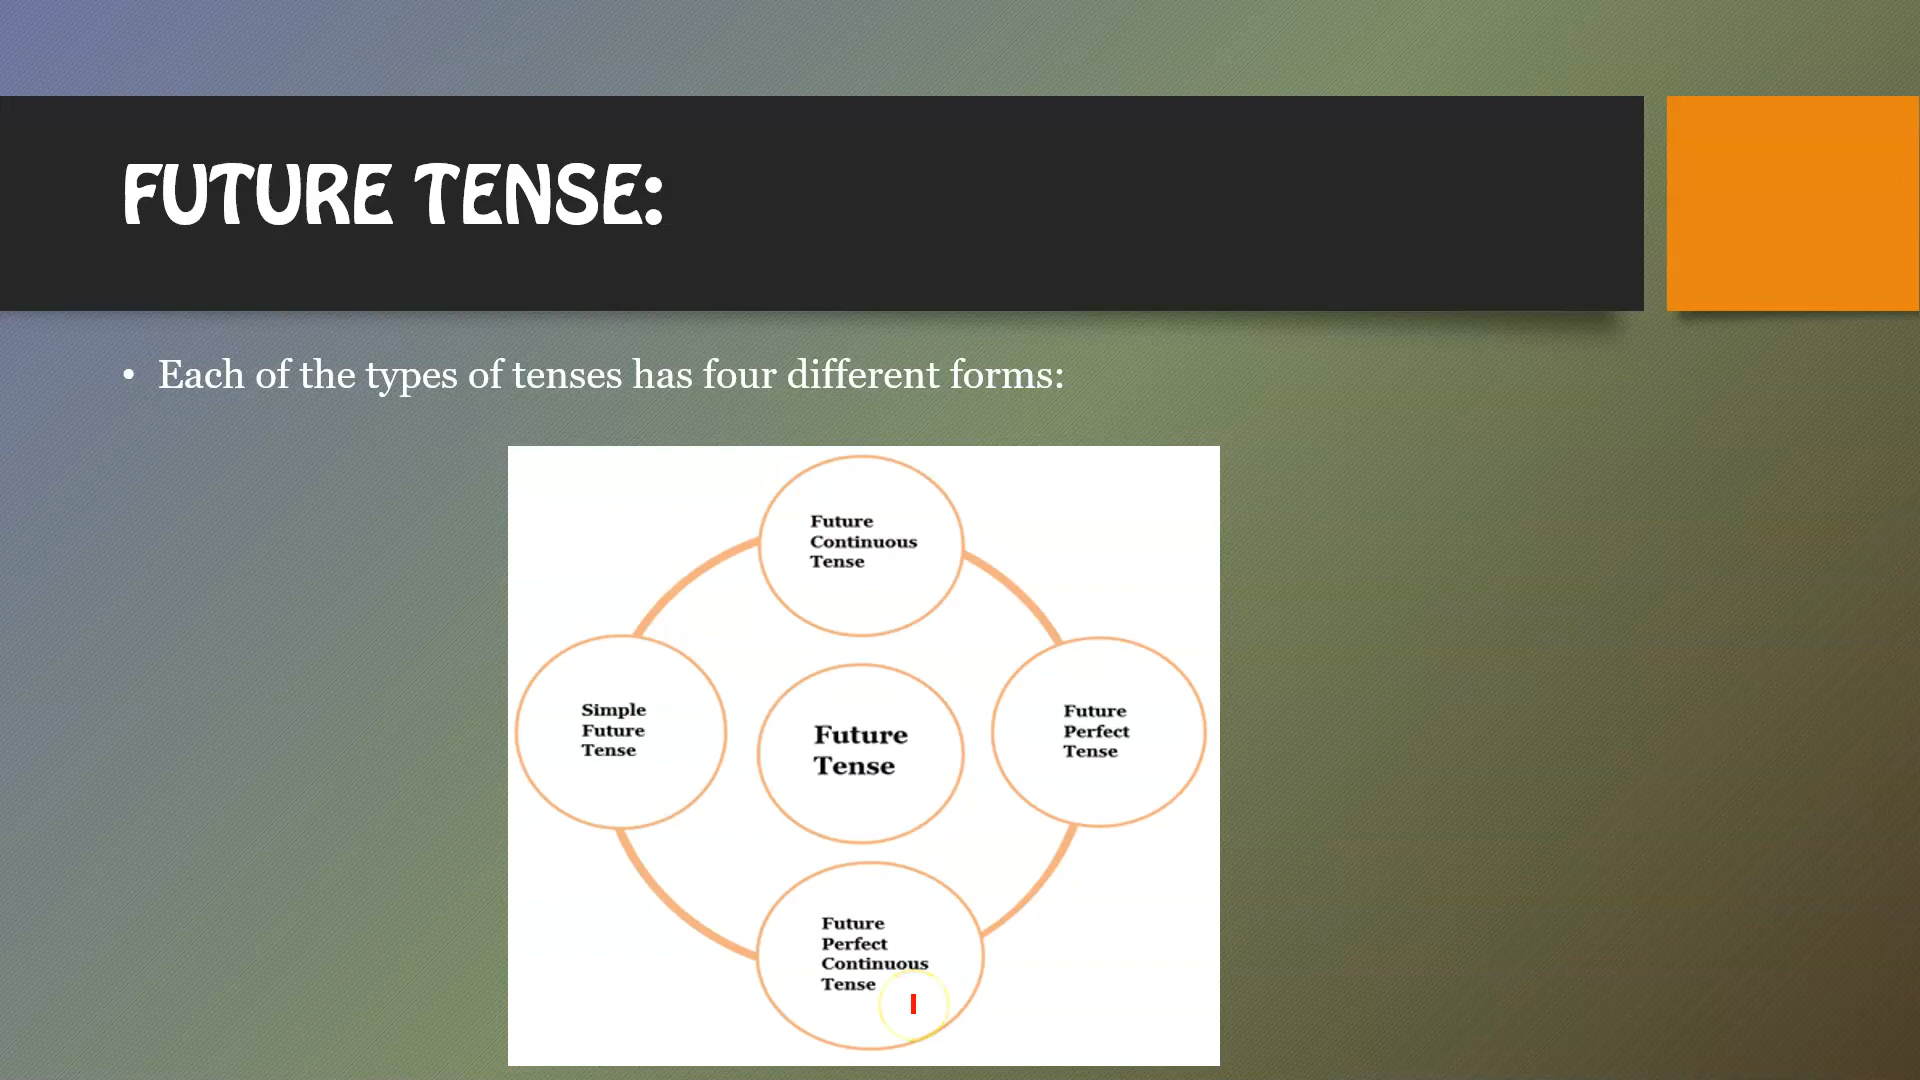 FUTURE TENSE:
• Each of the types of tenses has four different forms:
Future
Continuous
Tense
Simple
Future
Tense
Future
Tense
Future
Perfect
Tense
Future
Perfect
Continuous
Tense